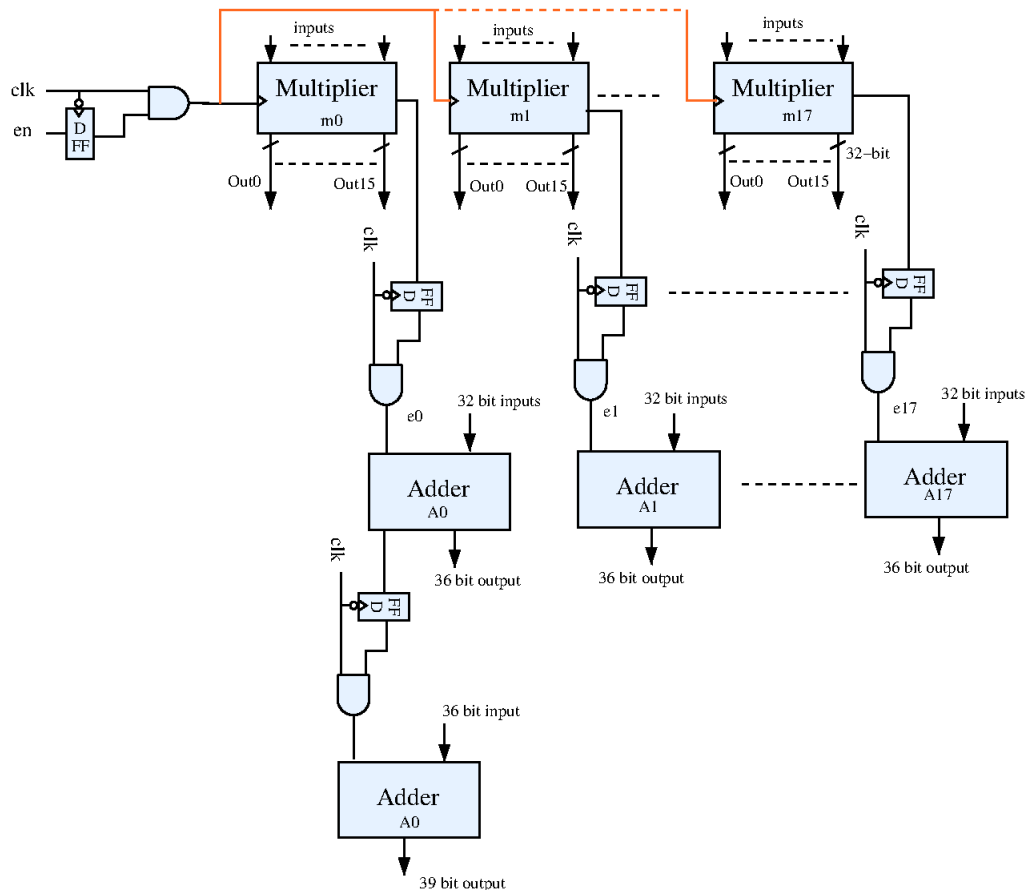 inputs
inputs
inputs
clk
Multiplier
m0
Multiplier
m1
Multiplier
m17
en
D
FF
32-bit
Out0
Out15
Out0
Out15
Out0
Out15
clk
clk
clk
FF
D
FF
D
FF
D
e0
32 bit inputs
e1
32 bit inputs
e17
32 bit inputs
Adder
A0
Adder
A1
Adder
A17
clk
36 bit output
36 bit output
36 bit output
FF
D
36 bit input
Adder
A0
39 bit output